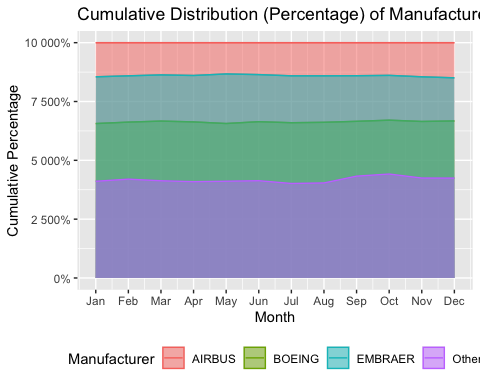 Cumulative Distribution (Percentage) of Manufacture
Cumulative Percentage
10 000%
7 500%
5 000%
2 500%
0%
Jan Feb Mar Apr May Jun Jul Aug Sep Oct Nov Dec
Month
Manufacturer AIRBUS BOEING EMBRAER Other